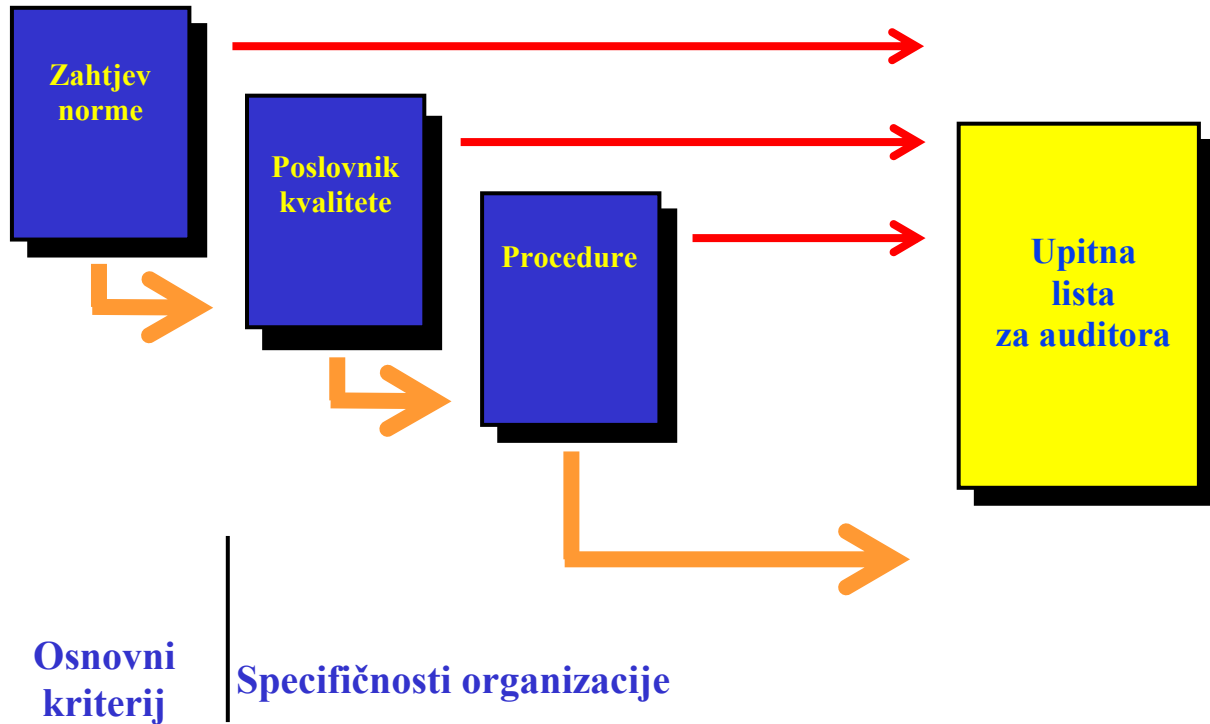 Zahtjev
norme
Poslovnik
kvalitete
Procedure
Upitna
lista
za auditora
Osnovni
kriterij
Specifičnosti organizacije